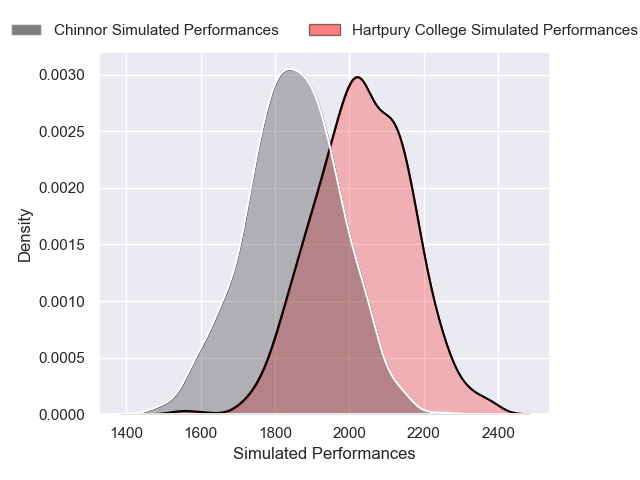 Chinnor Simulated Performances
Hartpury College Simulated Performances
0.0030
0.0025
0.0020
0.0015
0.0010
0.0005
0.0000
Density
1400 1600 1800 2000 2200 2400
Simulated Performances